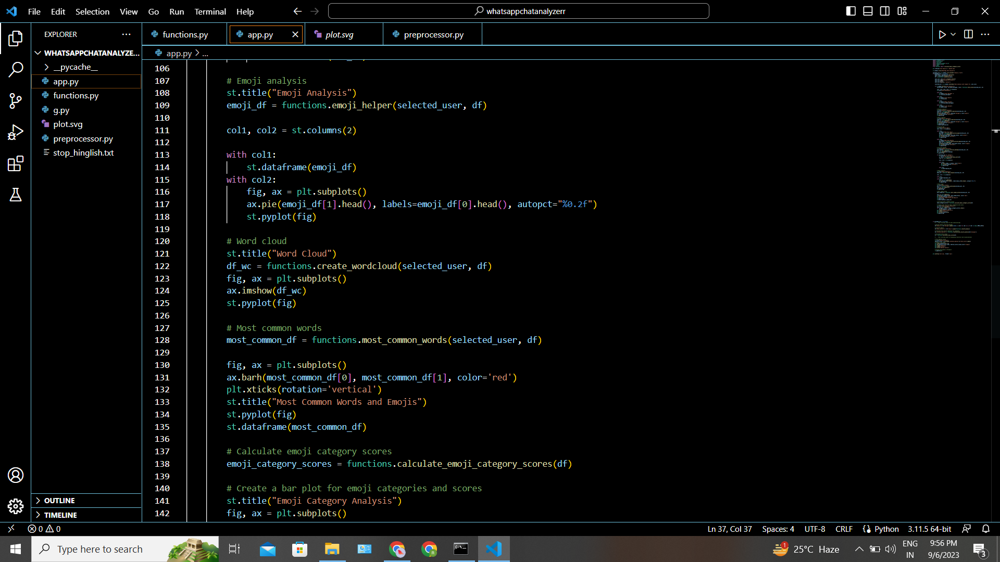 File Edit Selection View Go Run Terminal Help
whatsappchatanalyzerr
EXPLORER
functions.py
app.py
plot.svg
preprocessor.py
app.py > ...
WHATSAPPCHATANALYZE...
__pycache__
app.py
functions.py
g.py
plot.svg
preprocessor.py
stop_hinglish.txt
OUTLINE
TIMELINE
106
107 # Emoji analysis
108 st.title("Emoji Analysis")
109 emoji_df = functions.emoji_helper(selected_user, df)
110
111 col1, col2 = st.columns(2)
112
113 with col1:
114 st.dataframe(emoji_df)
115 with col2:
116 fig, ax = plt.subplots()
117 ax.pie(emoji_df[1].head(), labels=emoji_df[0].head(), autopct="%0.2f")
118 st.pyplot(fig)
119
120 # Word cloud
121 st.title("Word Cloud")
122 df_wc = functions.create_wordcloud(selected_user, df)
123 fig, ax = plt.subplots()
124 ax.imshow(df_wc)
125 st.pyplot(fig)
126
127 # Most common words
128 most_common_df = functions.most_common_words(selected_user, df)
129
130 fig, ax = plt.subplots()
131 ax.barh(most_common_df[0], most_common_df[1], color='red')
132 plt.xticks(rotation='vertical')
133 st.title("Most Common Words and Emojis")
134 st.pyplot(fig)
135 st.dataframe(most_common_df)
136
137 # Calculate emoji category scores
138 emoji_category_scores = functions.calculate_emoji_category_scores(df)
139
140 # Create a bar plot for emoji categories and scores
141 st.title("Emoji Category Analysis")
142 fig, ax = plt.subplots()
0 0
Ln 37, Col 37 Spaces: 4 UTF-8 CRLF Python 3.11.5 64-bit
Type here to search
1
25°C Haze
ENG
IN
9:56 PM
9/6/2023
3